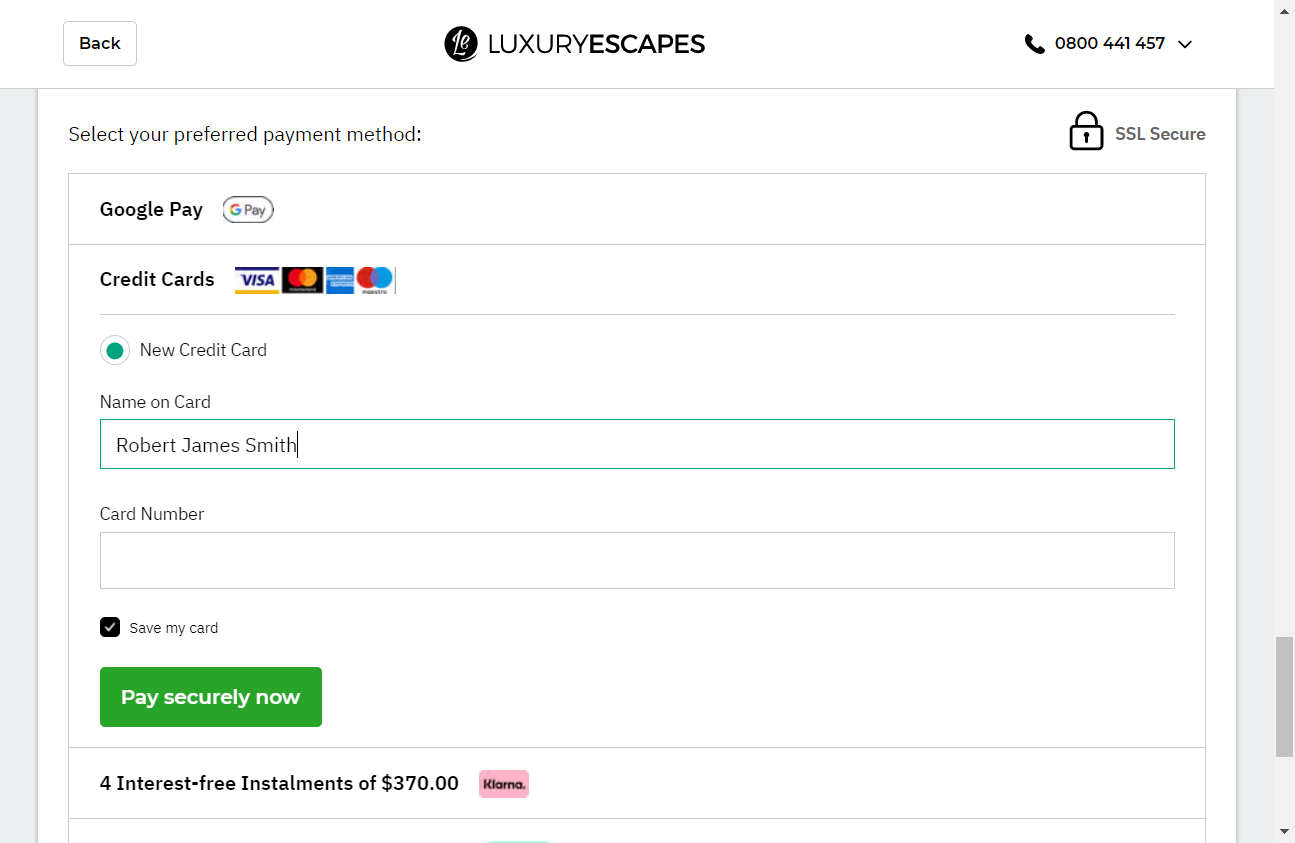 Back
LUXURYESCAPES
0800 441 457
Select your preferred payment method:
SSL Secure
Google Pay
G Pay
Credit Cards
VISA
maestro
New Credit Card
Name on Card
Robert James Smith
Card Number
Save my card
Pay securely now
4 Interest-free Instalments of $370.00
Klarna.